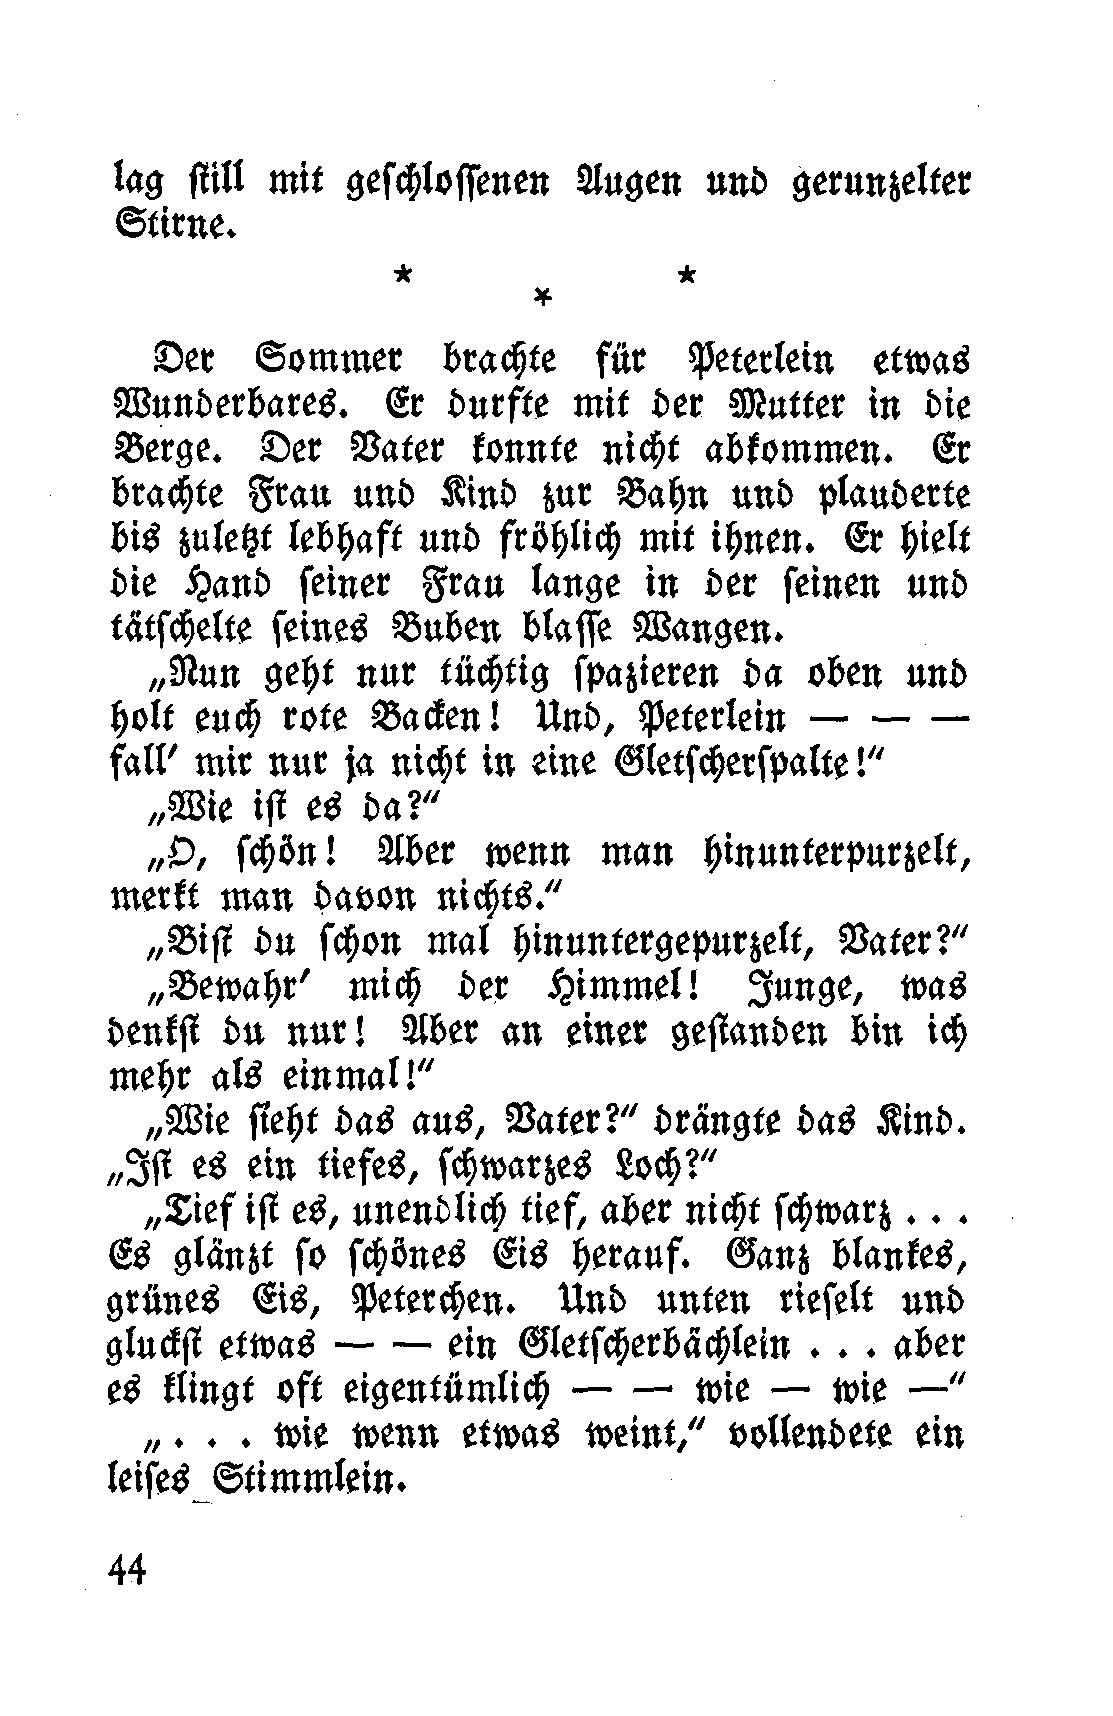 lag still mit geschlossenen Augen und gerunzelter
Stirne.
* * *
Der Sommer brachte für Peterlein etwas
Wunderbares. Er durfte mit der Mutter in die
Berge. Der Vater konnte nicht abkommen. Er
brachte Frau und Kind zur Bahn und plauderte
bis zuletzt lebhaft und fröhlich mit ihnen. Er hielt
die Hand seiner Frau lange in der seinen und
tätschelte seines Buben blasse Wangen.
„Nun geht nur tüchtig spazieren da oben und
holt euch rote Backen! Und, Peterlein — — —
fall' mir nur ja nicht in eine Gletscherspalte!"
„Wie ist es da?"
„O, schön! Aber wenn man hinunterpurzelt,
merkt man davon nichts."
„Bist du schon mal hinuntergepurzelt, Vater?"
„Bewahr' mich der Himmel! Junge, was
denkst du nur! Aber an einer gestanden bin ich
mehr als einmal!"
„Wie sieht das aus, Vater?" drängte das Kind.
„Ist es ein tiefes, schwarzes Loch?"
„Tief ist es, unendlich tief, aber nicht schwarz . . .
Es glänzt so schönes Eis herauf. Ganz blankes,
grünes Eis, Peterchen. Und unten rieselt und
gluckst etwas — — ein Gletscherbächlein . . . aber
es klingt oft eigentümlich — — wie — wie —"
„. . . wie wenn etwas weint," vollendete ein
leises Stimmlein.
44